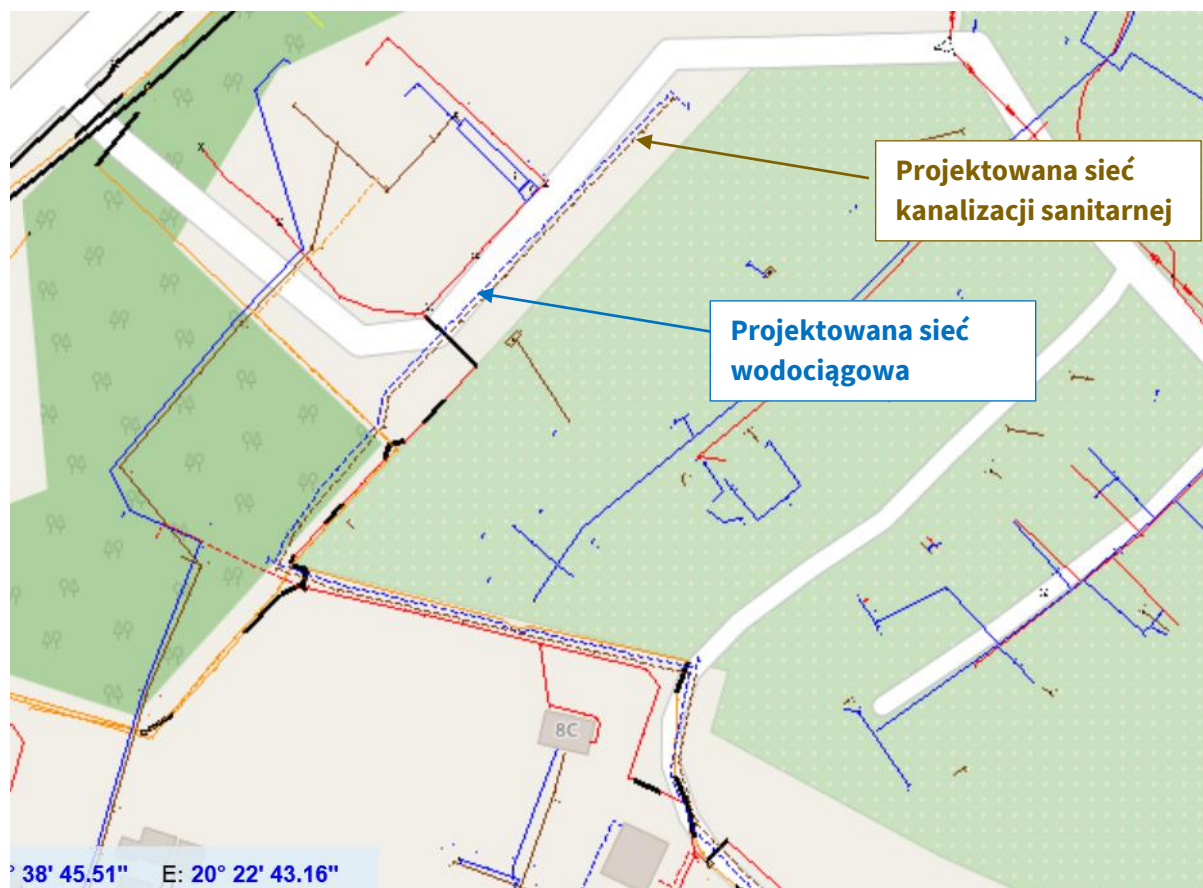 Projektowana sieć
kanalizacji sanitarnej
Projektowana sieć
wodociągowa
8C
° 38' 45.51" E: 20° 22' 43.16"